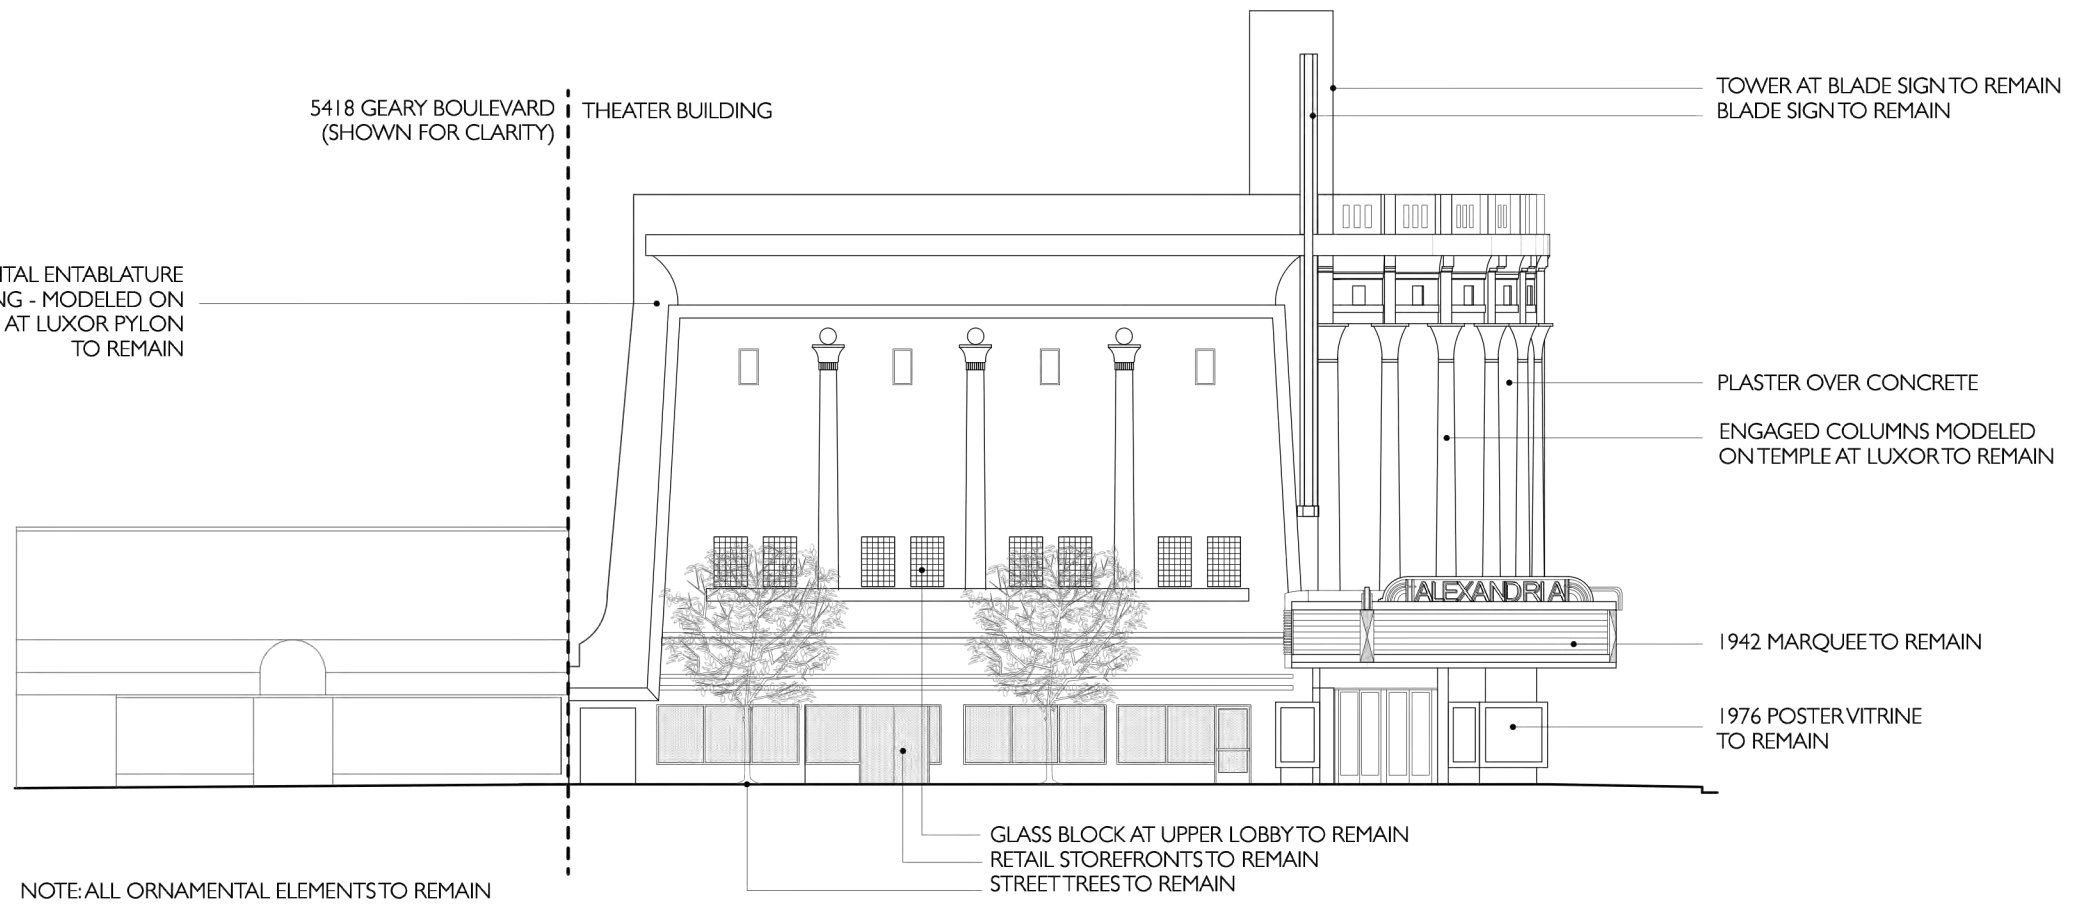 5418 GEARY BOULEVARD
(SHOWN FOR CLARITY)
THEATER BUILDING
TOWER AT BLADE SIGN TO REMAIN
BLADE SIGN TO REMAIN
ENTABLATURE
- MODELED ON
AT LUXOR PYLON
TO REMAIN
PLASTER OVER CONCRETE
ENGAGED COLUMNS MODELED
ON TEMPLE AT LUXOR TO REMAIN
ALEXANDRIA
1942 MARQUEE TO REMAIN
1976 POSTER VITRINE
TO REMAIN
GLASS BLOCK AT UPPER LOBBY TO REMAIN
RETAIL STOREFRONTS TO REMAIN
STREET TREES TO REMAIN
NOTE: ALL ORNAMENTAL ELEMENTS TO REMAIN